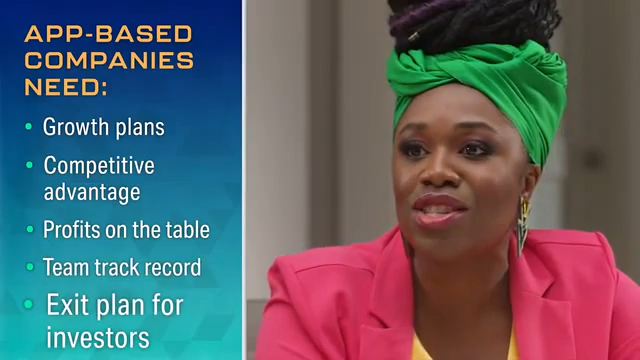 APP-BASED
COMPANIES
NEED:
• Growth plans
• Competitive
advantage
• Profits on the table
• Team track record
• Exit plan for
investors